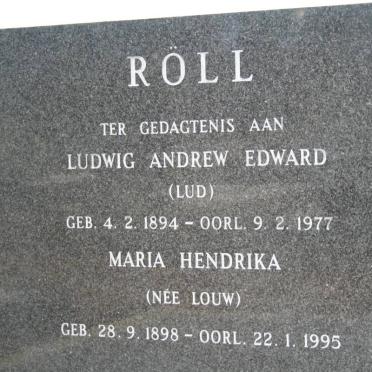 RÖLL
TER GEDAGTENIS AAN
LUDWIG ANDREW EDWARD
(LUD)
GEB. 4. 2. 1894 – OORL. 9. 2. 1977
MARIA HENDRIKA
(NÉE LOUW)
GEB. 28. 9. 1898 – OORL. 22. 1. 1995